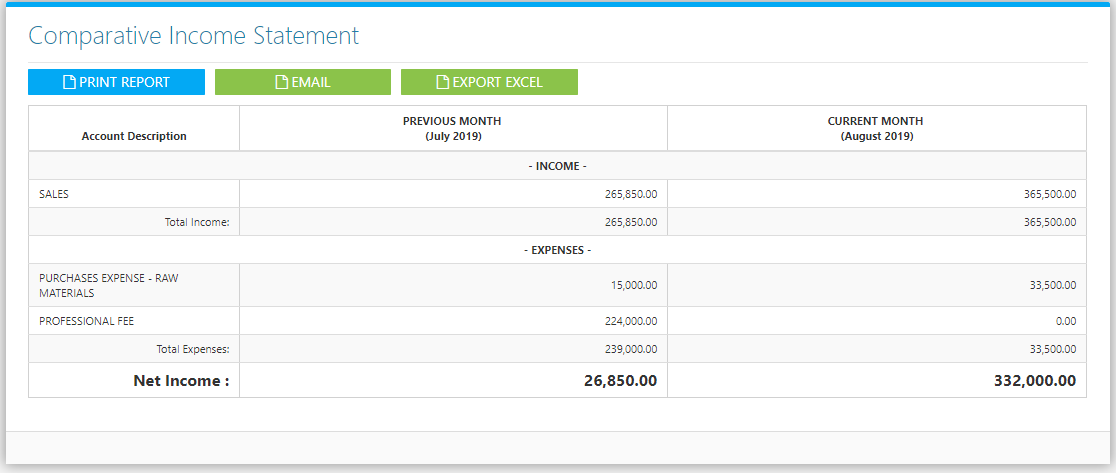 Comparative Income Statement
PRINT REPORT EMAIL EXPORT EXCEL
Account Description PREVIOUS MONTH (July 2019) CURRENT MONTH (August 2019)
- INCOME -
SALES 265,850.00 365,500.00
Total Income: 265,850.00 365,500.00
- EXPENSES -
PURCHASES EXPENSE - RAW
MATERIALS 15,000.00 33,500.00
PROFESSIONAL FEE 224,000.00 0.00
Total Expenses: 239,000.00 33,500.00
Net Income : 26,850.00 332,000.00